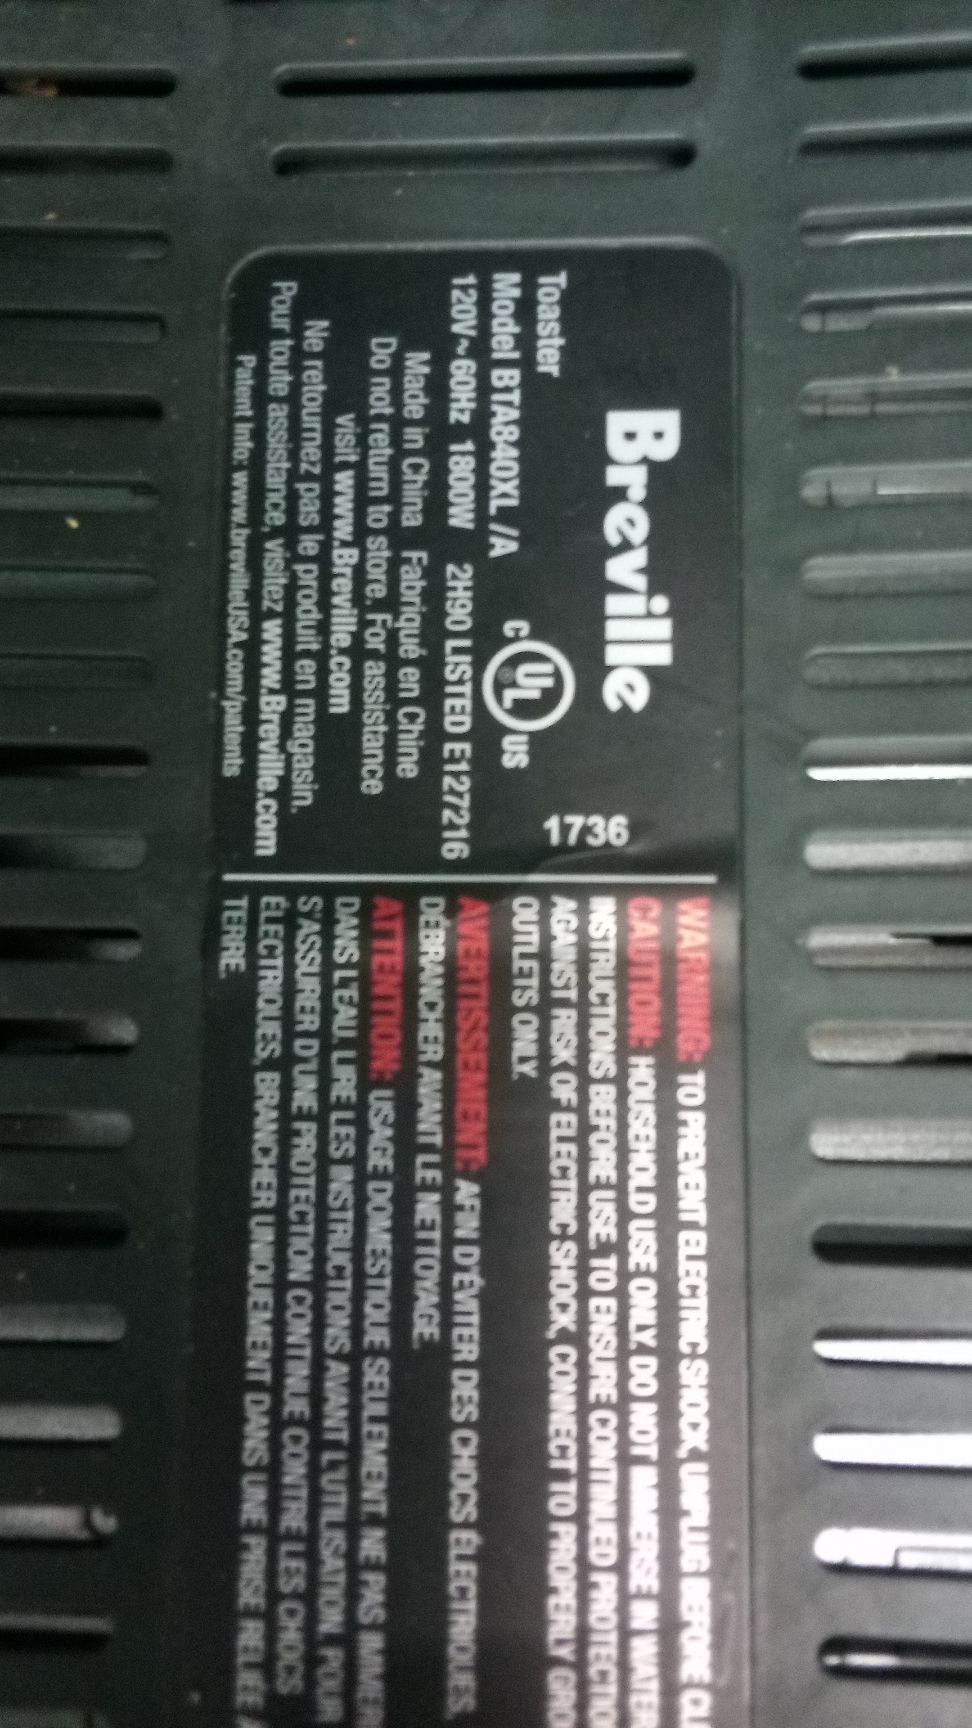 Breville
1736
Toaster
Model BTA840XL /A
C UL US
120V~60Hz 1800W 2H90 LISTED E127216
Made in China Fabriqué en Chine
Do not return to store. For assistance
visit www.Breville.com
Ne retournez pas le produit en magasin.
Pour toute assistance, visitez www.Breville.com
Patent Info: www.brevilleUSA.com/patents
WARNING: TO PREVENT ELECTRIC SHOCK, UNPLUG BEFORE CL
CAUTION: HOUSEHOLD USE ONLY. DO NOT IMMERSE IN WATER
INSTRUCTIONS BEFORE USE. TO ENSURE CONTINUED PROTECTIO
AGAINST RISK OF ELECTRIC SHOCK, CONNECT TO PROPERLY GRO
OUTLETS ONLY.
AVERTISSEMENT: AFIN D'ÉVITER DES CHOCS ÉLECTRIQUES,
DÉBRANCHER AVANT LE NETTOYAGE.
ATTENTION: USAGE DOMESTIQUE SEULEMENT. NE PAS IMMER
DANS L'EAU. LIRE LES INSTRUCTIONS AVANT L'UTILISATION. POUR
S'ASSURER D'UNE PROTECTION CONTINUE CONTRE LES CHOCS
ÉLECTRIQUES, BRANCHER UNIQUEMENT DANS UNE PRISE RELIÉE À
TERRE.